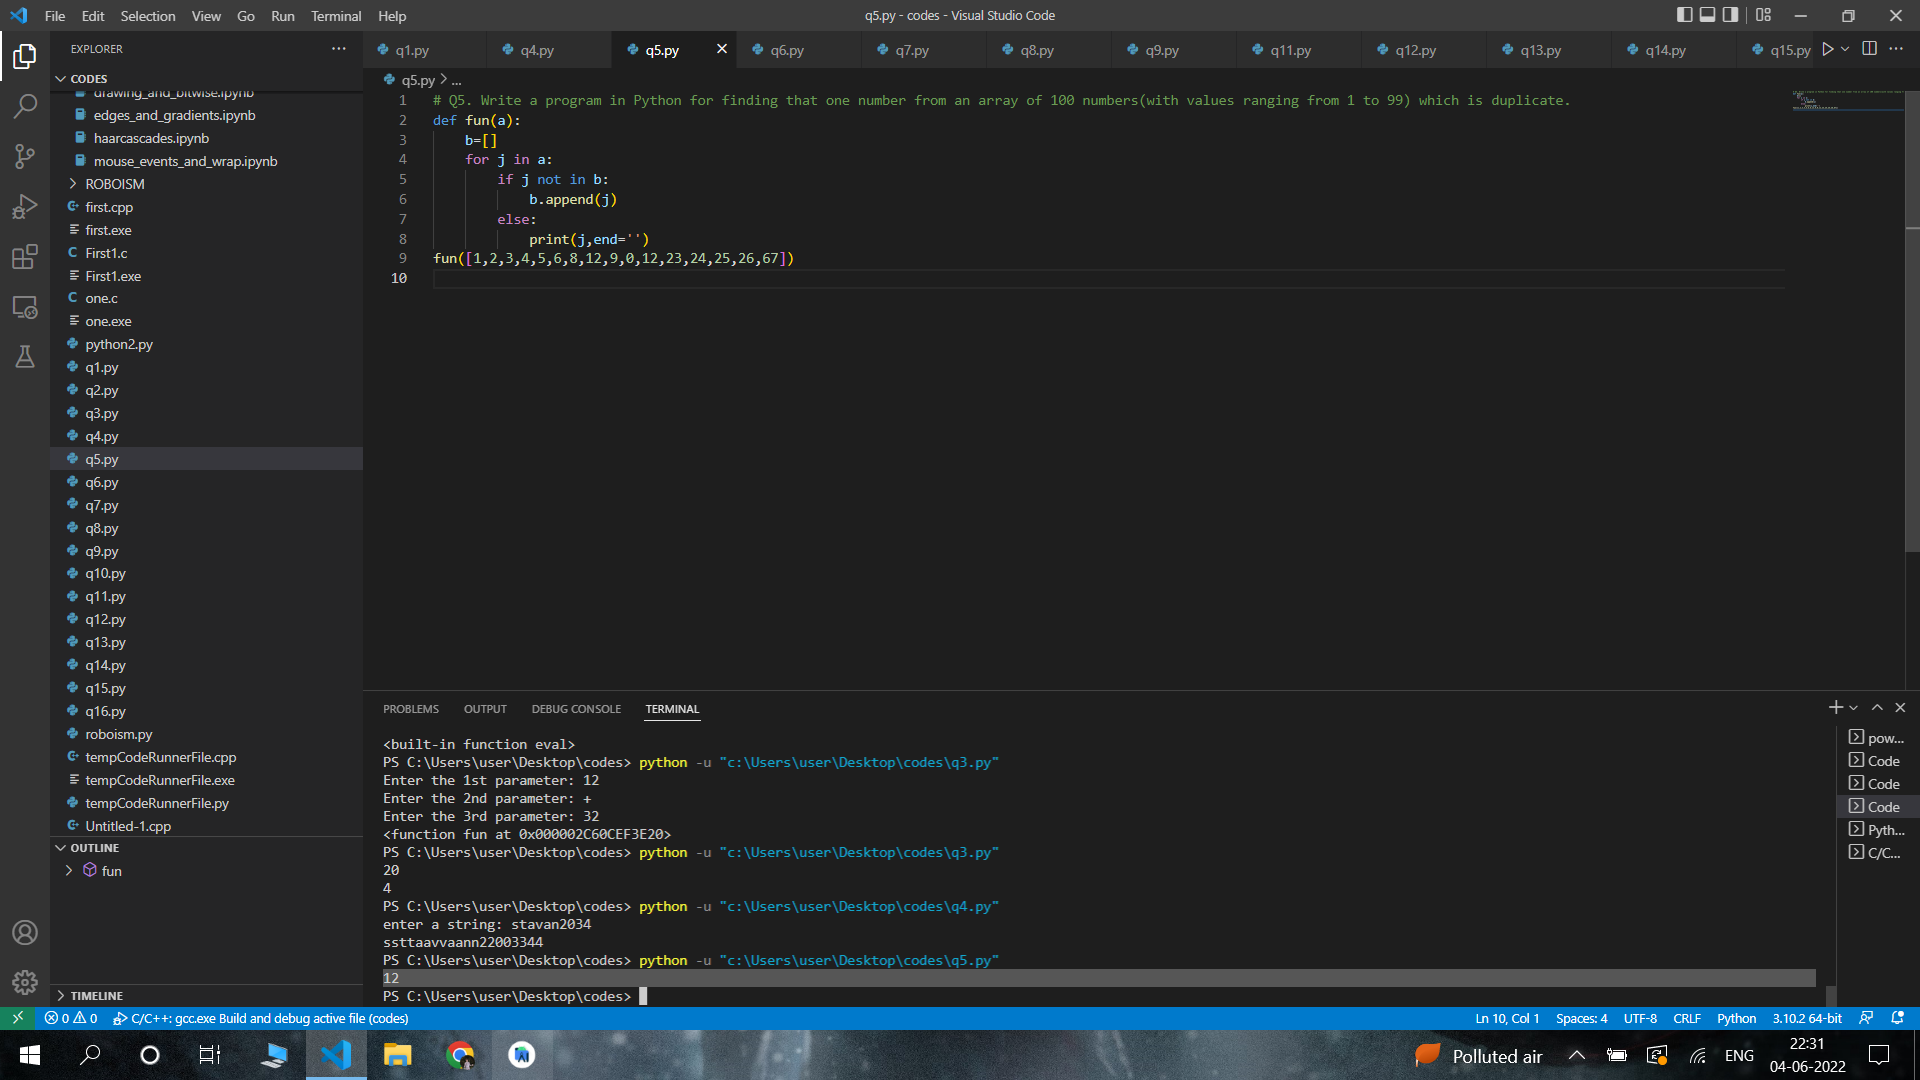 File Edit Selection View Go Run Terminal Help
q5.py - codes - Visual Studio Code
EXPLORER
q1.py q4.py q5.py q6.py q7.py q8.py q9.py q11.py q12.py q13.py q14.py q15.py
CODES
drawing_and_bitwise.ipynb
edges_and_gradients.ipynb
haarcascades.ipynb
mouse_events_and_wrap.ipynb
ROBOISM
first.cpp
first.exe
First1.c
First1.exe
one.c
one.exe
python2.py
q1.py
q2.py
q3.py
q4.py
q5.py
q6.py
q7.py
q8.py
q9.py
q10.py
q11.py
q12.py
q13.py
q14.py
q15.py
q16.py
roboism.py
tempCodeRunnerFile.cpp
tempCodeRunnerFile.exe
tempCodeRunnerFile.py
Untitled-1.cpp
OUTLINE
fun
TIMELINE
q5.py > ...
1 # Q5. Write a program in Python for finding that one number from an array of 100 numbers(with values ranging from 1 to 99) which is duplicate.
2 def fun(a):
3 b=[]
4 for j in a:
5 if j not in b:
6 b.append(j)
7 else:
8 print(j,end='')
9 fun([1,2,3,4,5,6,8,12,9,0,12,23,24,25,26,67])
10
PROBLEMS OUTPUT DEBUG CONSOLE TERMINAL
<built-in function eval>
PS C:\Users\user\Desktop\codes> python -u "c:\Users\user\Desktop\codes\q3.py"
Enter the 1st parameter: 12
Enter the 2nd parameter: +
Enter the 3rd parameter: 32
<function fun at 0x000002C60CEF3E20>
PS C:\Users\user\Desktop\codes> python -u "c:\Users\user\Desktop\codes\q3.py"
20
4
PS C:\Users\user\Desktop\codes> python -u "c:\Users\user\Desktop\codes\q4.py"
enter a string: stavan2034
ssttaavvaann22003344
PS C:\Users\user\Desktop\codes> python -u "c:\Users\user\Desktop\codes\q5.py"
12
PS C:\Users\user\Desktop\codes>
pow...
Code
Code
Code
Pyth...
C/C...
0 0 C/C++: gcc.exe Build and debug active file (codes)
Ln 10, Col 1 Spaces: 4 UTF-8 CRLF Python 3.10.2 64-bit
Polluted air ENG
22:31
04-06-2022